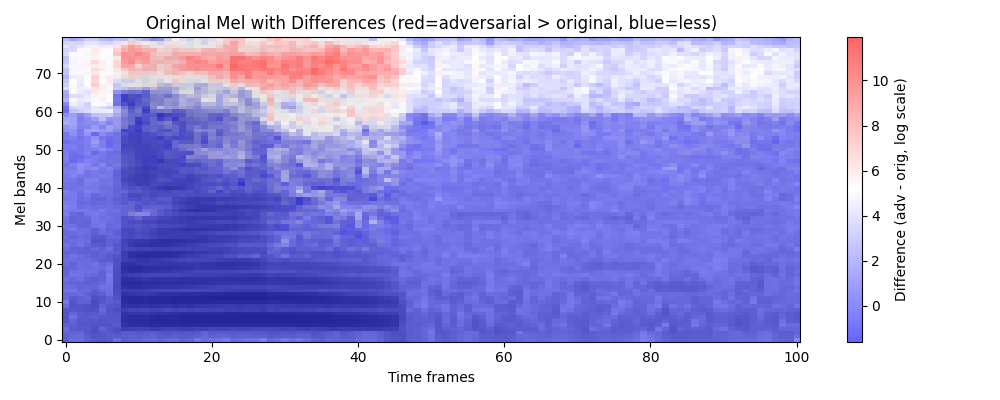 Original Mel with Differences (red=adversarial > original, blue=less)
Mel bands
70
60
50
40
30
20
10
0
0 20 40 60 80 100
Time frames
10
8
6
4
2
0
Difference (adv - orig, log scale)